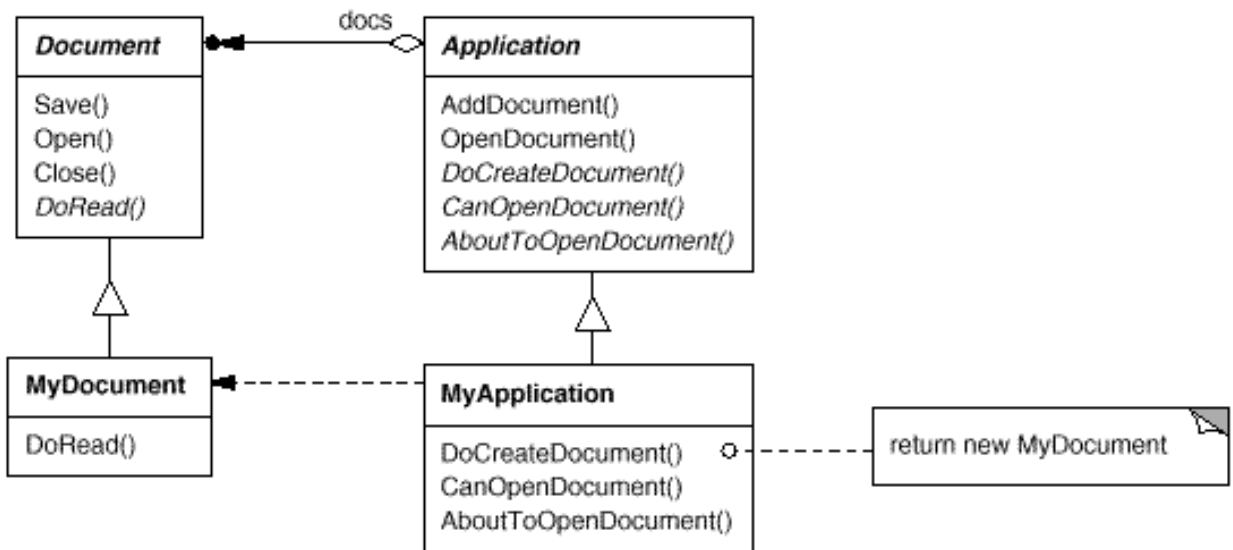 docs
Document
Save()
Open()
Close()
DoRead()
Application
AddDocument()
OpenDocument()
DoCreateDocument()
CanOpenDocument()
AboutToOpenDocument()
MyDocument
DoRead()
MyApplication
DoCreateDocument()
CanOpenDocument()
AboutToOpenDocument()
return new MyDocument